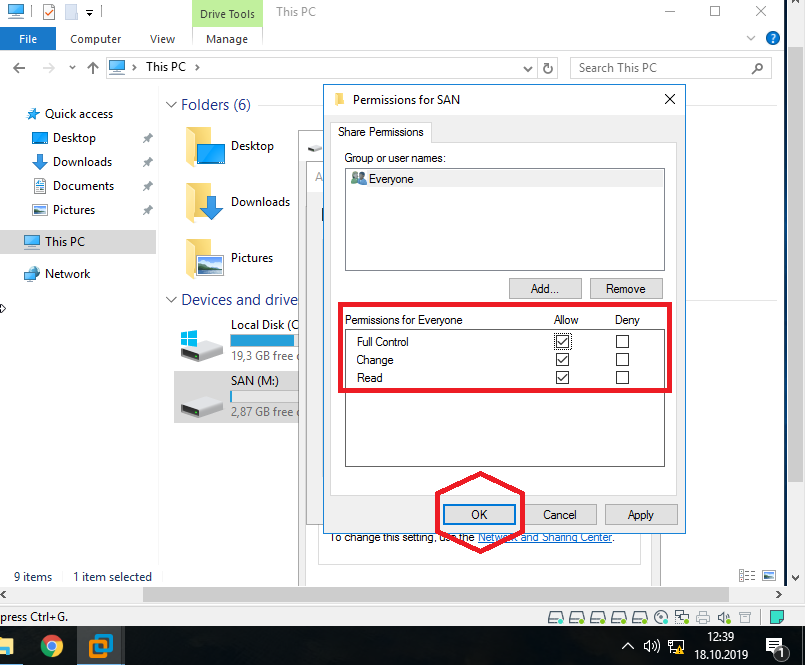 Drive Tools
This PC
File
Computer
View
Manage
This PC
Search This PC
Quick access
Desktop
Downloads
Documents
Pictures
This PC
Network
Folders (6)
Desktop
Downloads
Pictures
Devices and drive
Local Disk (C
19,3 GB free
SAN (M:)
2,87 GB free
A
Permissions for SAN
Share Permissions
Group or user names:
Everyone
Add...
Remove
Permissions for Everyone
Allow
Deny
Full Control
Change
Read
OK
Cancel
Apply
To change this setting, use the Network and Sharing Center.
9 items
1 item selected
press Ctrl+G.
12:39
18.10.2019
1